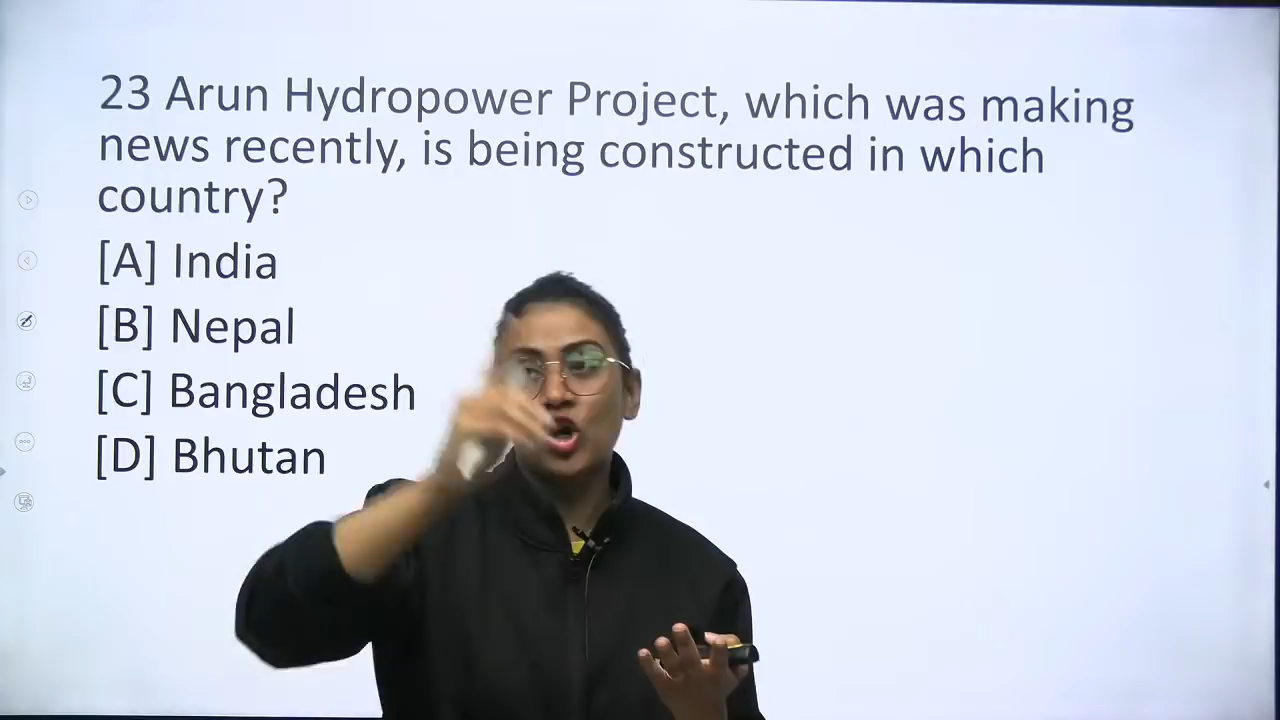 23 Arun Hydropower Project, which was making
news recently, is being constructed in which
country?
[A] India
[B] Nepal
[C] Bangladesh
[D] Bhutan